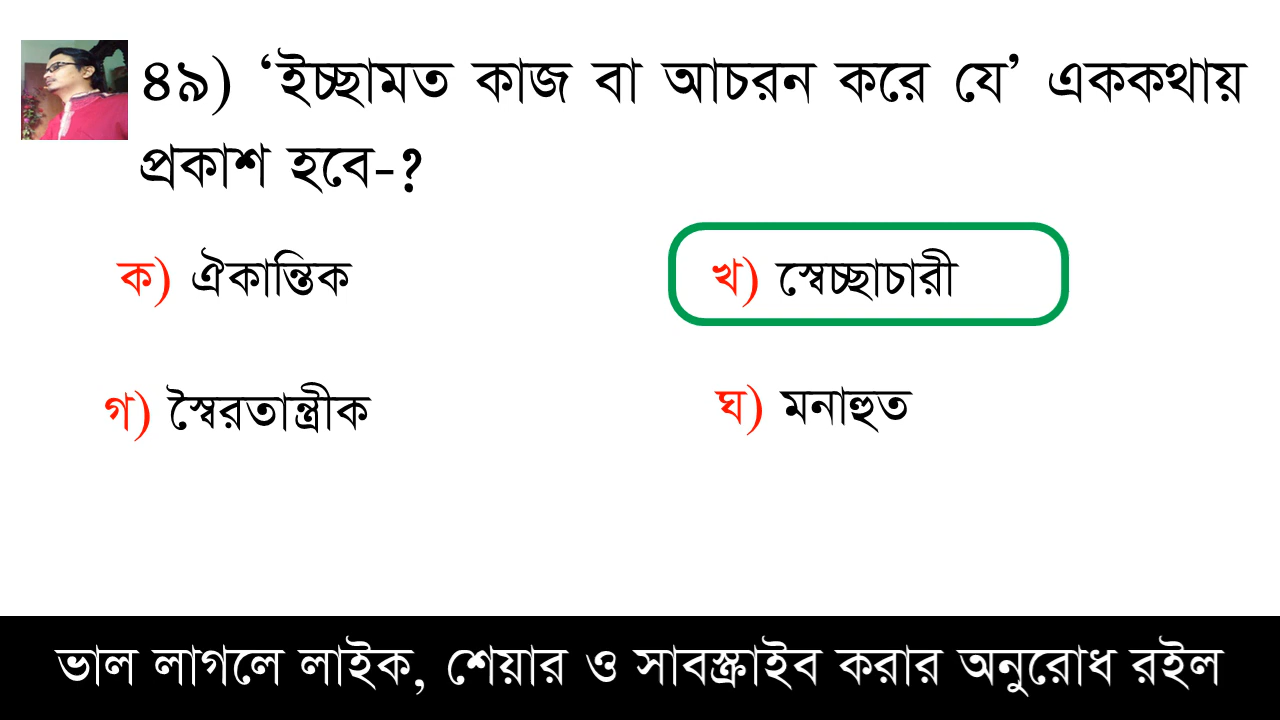 ৪৯) ‘ইচ্ছামত কাজ বা আচরন করে যে’ এককথায়
প্রকাশ হবে-?
ক) ঐকান্তিক
খ) স্বেচ্ছাচারী
গ) স্বৈরতান্ত্রীক
ঘ) মনাহুত
ভাল লাগলে লাইক, শেয়ার ও সাবস্ক্রাইব করার অনুরোধ রইল